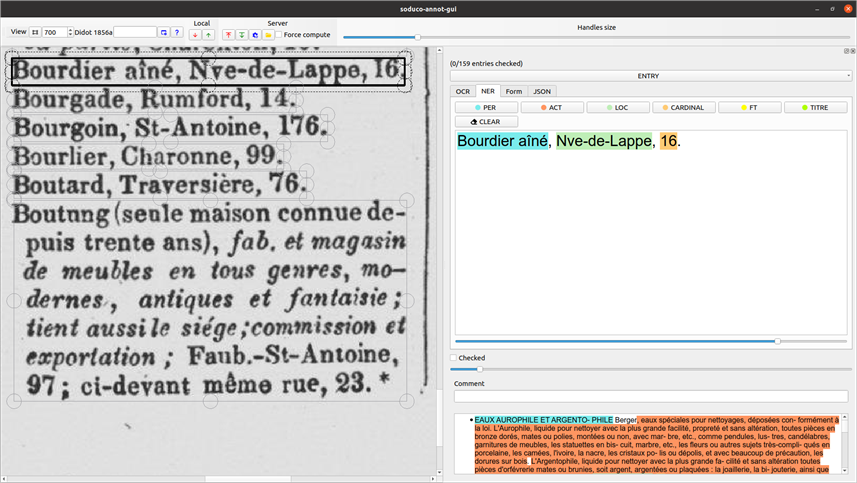 soduco-annot-gui
View
700
Didot 1856a
Local
Server
Force compute
Handles size
Bourdier aîné, Nve-de-Lappe, 16.
Bourgade, Rumford, 14.
Bourgoin, St-Antoine, 176.
Bourlier, Charonne, 99.
Boutard, Traversière, 76.
Boutung (seule maison connue de-
puis trente ans), fab. et magasin
de meubles en tous genres, mo-
dernes, antiques et fantaisie ;
tient aussi le siége ; commission et
exportation ; Faub.-St-Antoine,
97 ; ci-devant même rue, 23. *
(0/159 entries checked)
ENTRY
OCR NER Form JSON
PER ACT LOC CARDINAL FT TITRE
CLEAR
Bourdier aîné, Nve-de-Lappe, 16.
Checked
Comment
EAUX AUROPHILE ET ARGENTO- PHILE Berger, eaux spéciales pour nettoyages, déposées con- formément à
la loi. L'Aurophile, liquide pour nettoyer avec la plus grande facilité, propreté et sans altération, toutes pièces en
bronze dorés, mates ou polies, montées ou non, avec mar- bre, etc., comme pendules, lus- tres, candélabres,
garnitures de meubles, les statuettes en bis- cuit, marbre, etc., les fleurs ou autres sujets très-compli- qués en
porcelaine, les camées, l'ivoire, la nacre, les cristaux po- lis ou dépolis, et avec beaucoup de précaution, les
dorures sur bois. L'Argentophile, liquide pour nettoyer avec la plus grande fa- cilité et sans altération toutes
pièces d'orfévrerie mates ou brunies, soit argent, argentées ou plaquées : la joaillerie, la bi- jouterie, ainsi que